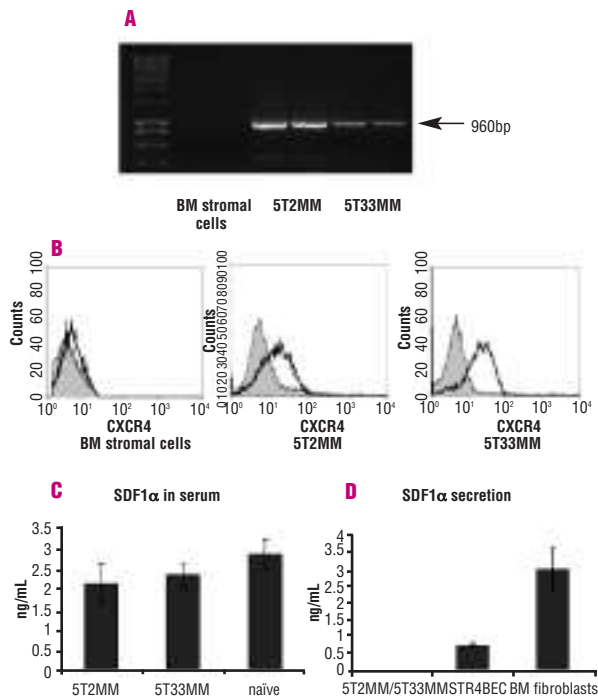 A
960bp
BM stromal 5T2MM 5T33MM
cells
B
100
80
60
40
20
0
Counts
10⁰ 10¹ 10² 10³ 10⁴
CXCR4
BM stromal cells
0 10 20 30 40 50 60 70 80 90 100
Counts
10⁰ 10¹ 10² 10³ 10⁴
CXCR4
5T2MM
100
80
60
40
20
0
Counts
10⁰ 10¹ 10² 10³ 10⁴
CXCR4
5T33MM
C
SDF1α in serum
3.5
3
2.5
2
1.5
1
0.5
0
ng/mL
5T2MM 5T33MM naïve
D
SDF1α secretion
4
3.5
3
2.5
2
1.5
1
0.5
0
ng/mL
5T2MM/5T33MMSTR4BEC BM fibroblasts